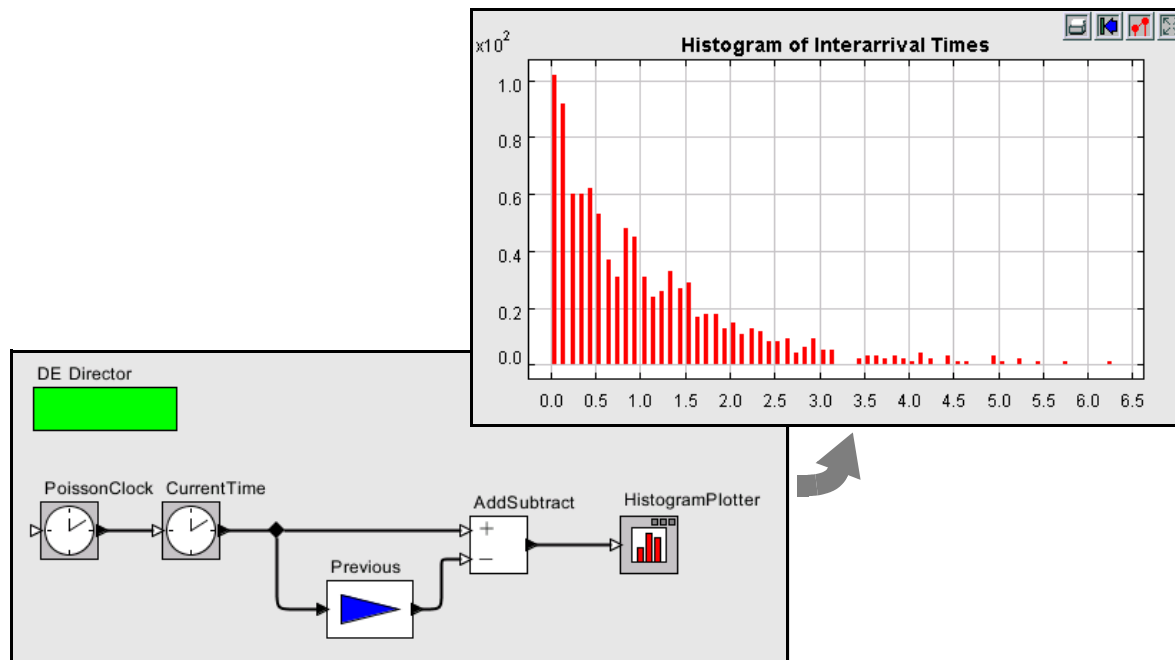 x10²
Histogram of Interarrival Times
1.0
0.8
0.6
0.4
0.2
0.0
0.0 0.5 1.0 1.5 2.0 2.5 3.0 3.5 4.0 4.5 5.0 5.5 6.0 6.5
DE Director
PoissonClock CurrentTime
AddSubtract
HistogramPlotter
+
−
Previous